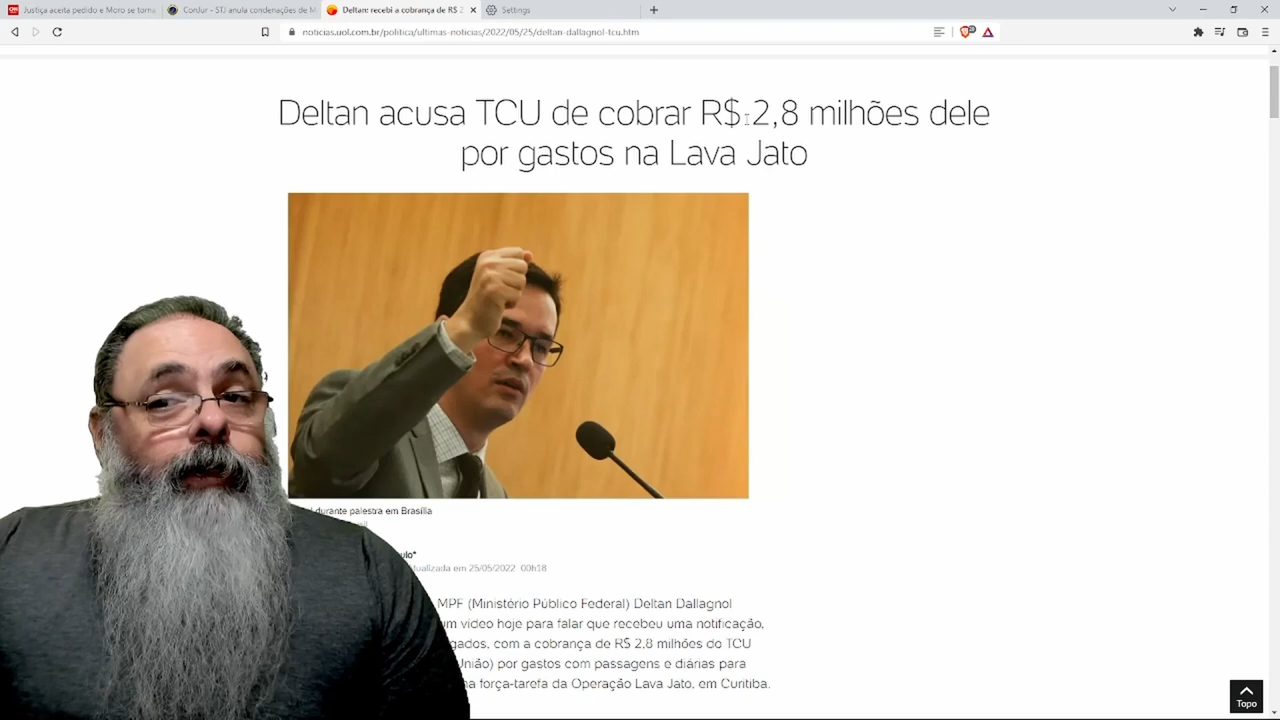 Justiça aceita pedido e Moro se torna
ConJur - STJ anula condenações de M
Deltan: recebi a cobrança de R$ 2
Settings
noticias.uol.com.br/politica/ultimas-noticias/2022/05/25/deltan-dallagnol-tcu.htm
Deltan acusa TCU de cobrar R$ 2,8 milhões dele
por gastos na Lava Jato
durante palestra em Brasília
ulo*
ualizada em 25/05/2022 00h18
MPF (Ministério Público Federal) Deltan Dallagnol
um vídeo hoje para falar que recebeu uma notificação,
gados, com a cobrança de R$ 2,8 milhões do TCU
União) por gastos com passagens e diárias para
na força-tarefa da Operação Lava Jato, em Curitiba.
Topo